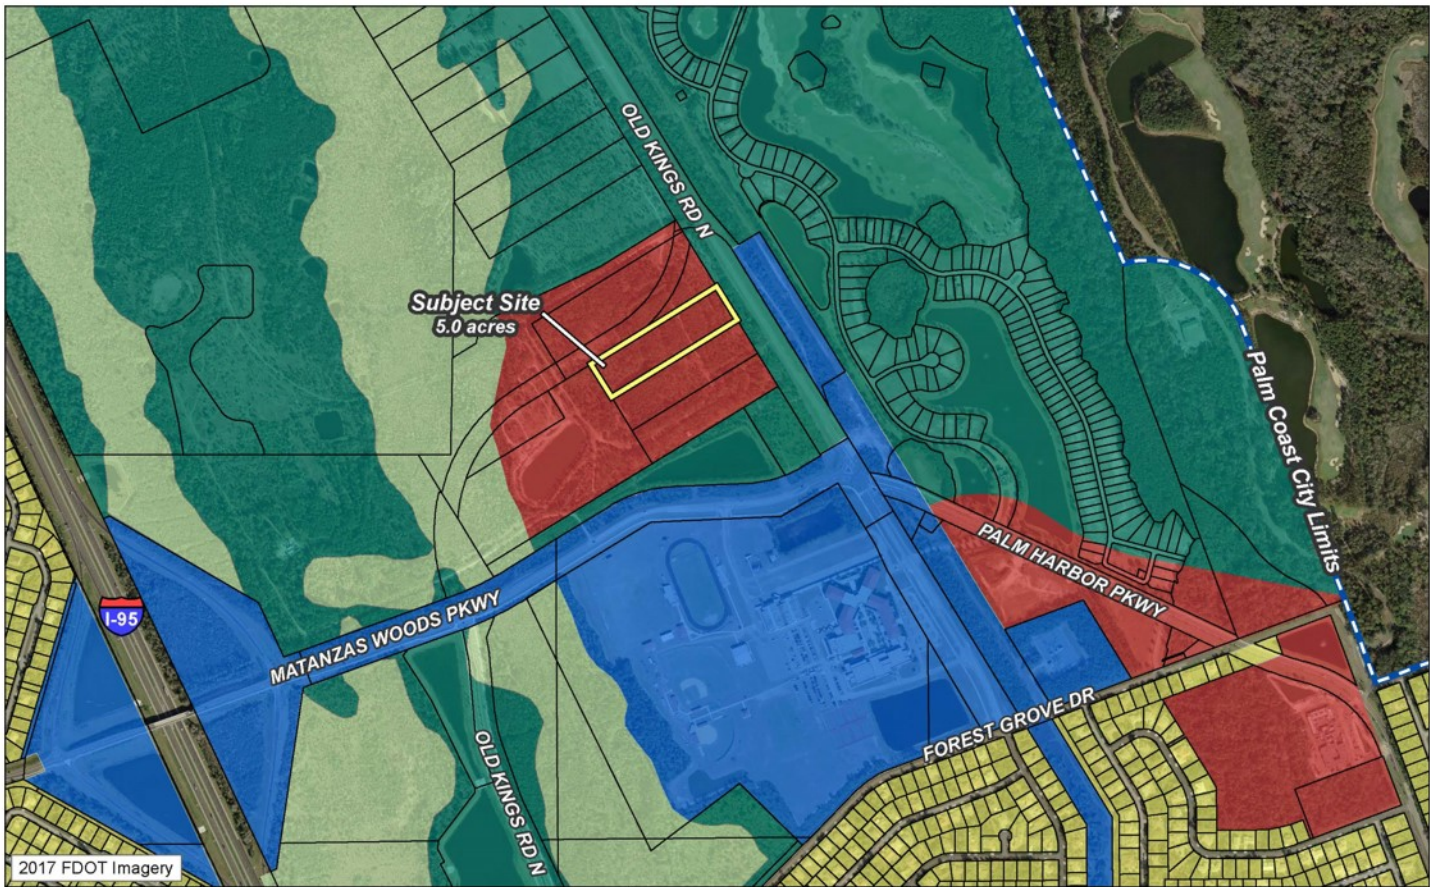 OLD KINGS RD N
Subject Site
5.0 acres
Palm Coast City Limits
PALM HARBOR PKWY
I-95
MATANZAS WOODS PKWY
FOREST GROVE DR
OLD KINGS RD N
2017 FDOT Imagery